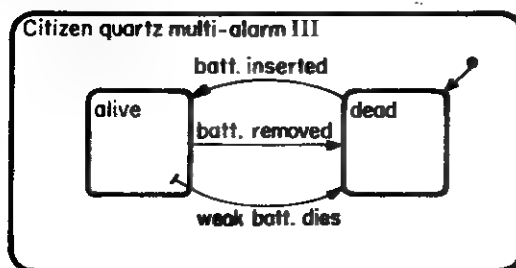 Citizen quartz multi-alarm III
batt. inserted
alive
dead
batt. removed
weak batt. dies